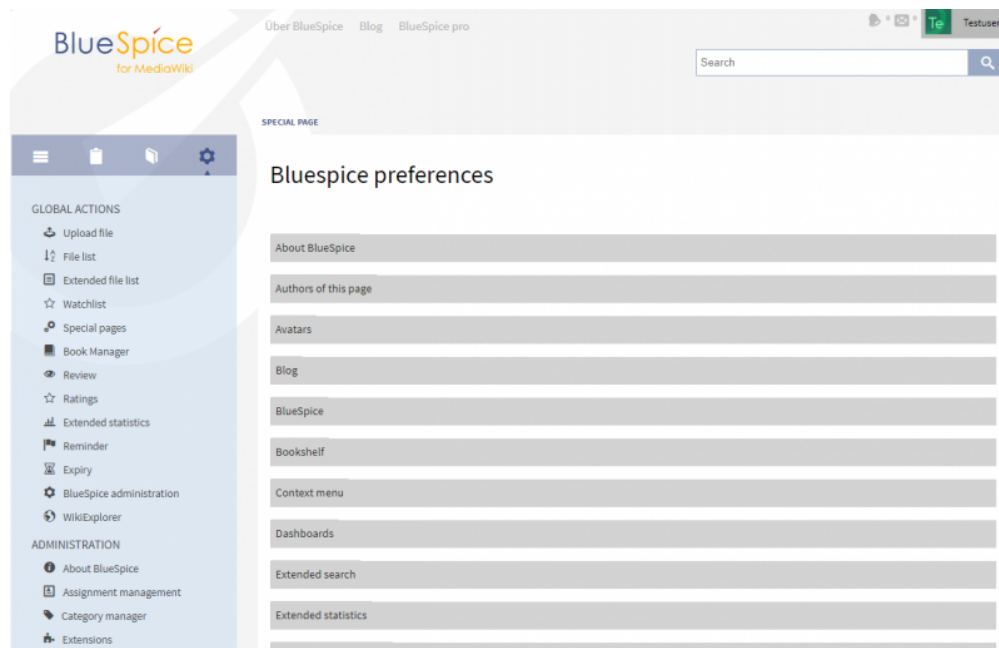 BlueSpice
for MediaWiki
Über BlueSpice Blog BlueSpice pro
Te Testuser
Search
SPECIAL PAGE
Bluespice preferences
GLOBAL ACTIONS
Upload file
File list
Extended file list
Watchlist
Special pages
Book Manager
Review
Ratings
Extended statistics
Reminder
Expiry
BlueSpice administration
WikiExplorer
ADMINISTRATION
About BlueSpice
Assignment management
Category manager
Extensions
About BlueSpice
Authors of this page
Avatars
Blog
BlueSpice
Bookshelf
Context menu
Dashboards
Extended search
Extended statistics